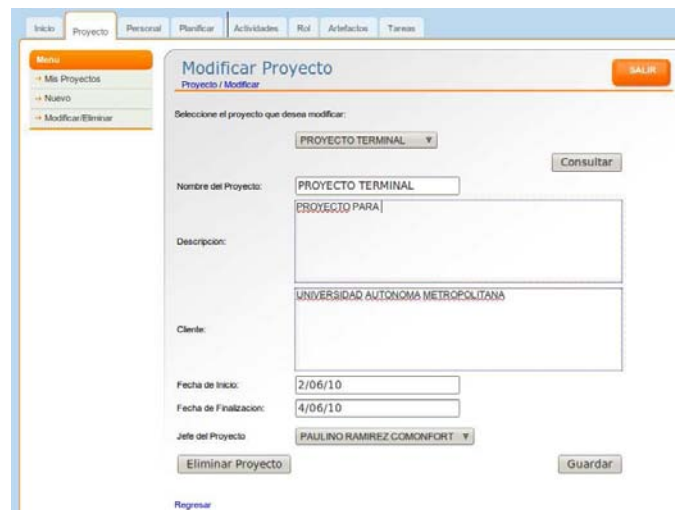 Inicio Proyecto Personal Planificar Actividades Rol Artefactos Tareas
Menu
Mis Proyectos
Nuevo
Modificar/Eliminar
Modificar Proyecto
SALIR
Proyecto / Modificar
Seleccione el proyecto que desea modificar:
PROYECTO TERMINAL
Consultar
Nombre del Proyecto: PROYECTO TERMINAL
Descripcion: PROYECTO PARA
Cliente: UNIVERSIDAD AUTONOMA METROPOLITANA
Fecha de Inicio: 2/06/10
Fecha de Finalizacion: 4/06/10
Jefe del Proyecto PAULINO RAMIREZ COMONFORT
Eliminar Proyecto Guardar
Regresar